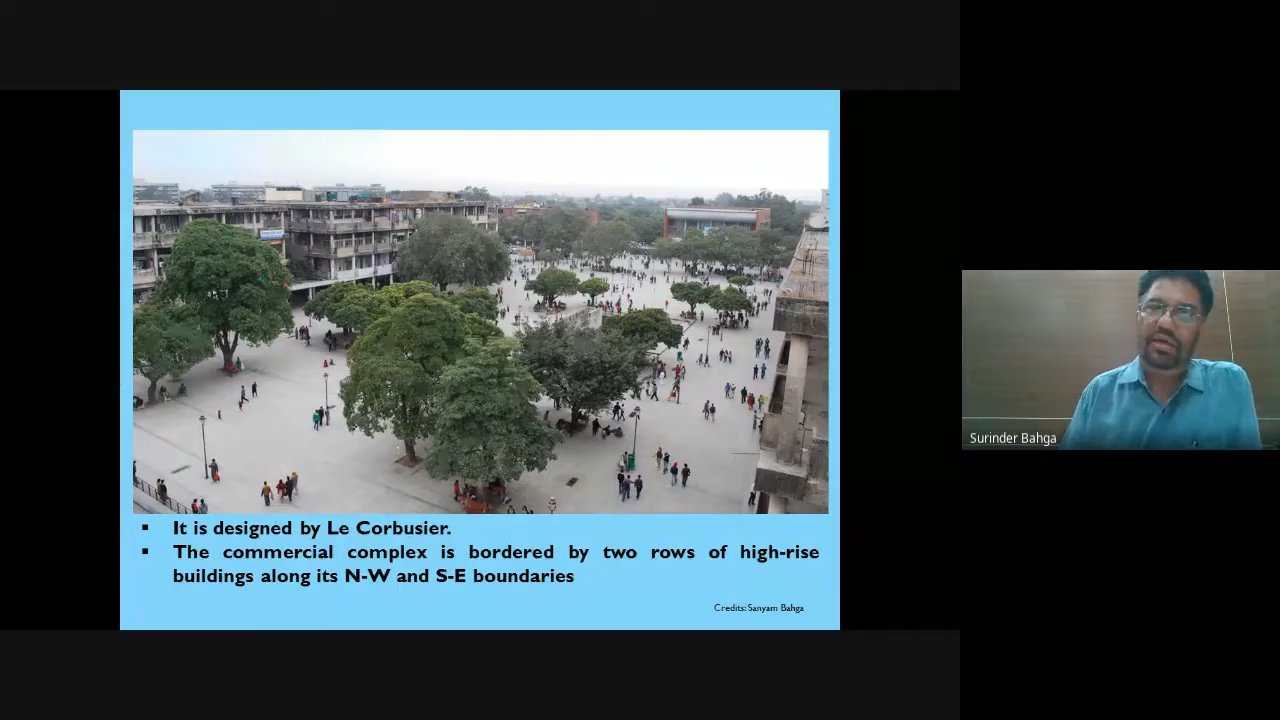 ▪ It is designed by Le Corbusier.
▪ The commercial complex is bordered by two rows of high-rise
buildings along its N-W and S-E boundaries
Credits: Sanyam Bahga
Surinder Bahga